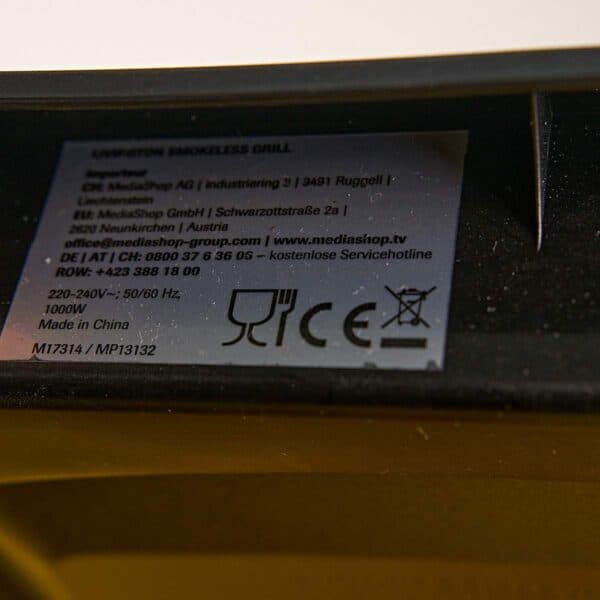 LIVINGTON SMOKELESS GRILL
Importeur
CH: MediaShop AG | Industriering 3 | 9491 Ruggell |
Liechtenstein
EU: MediaShop GmbH | Schwarzottstraße 2a |
2620 Neunkirchen | Austria
office@mediashop-group.com | www.mediashop.tv
DE | AT | CH: 0800 37 6 36 06 – kostenlose Servicehotline
ROW: +423 388 18 00
220-240V~; 50/60 Hz,
1000W
Made in China
M17314 / MP13132
CE